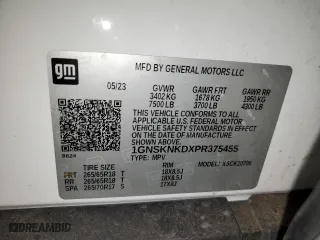 gm
MFD BY GENERAL MOTORS LLC
05/23
GVWR GAWR FRT GAWR RR
3402 KG 1678 KG 1950 KG
7500 LB 3700 LB 4300 LB
THIS VEHICLE CONFORMS TO ALL APPLICABLE
U.S. FEDERAL MOTOR VEHICLE SAFETY
STANDARDS IN EFFECT ON THE DATE OF
MANUFACTURE SHOWN ABOVE.
1GNSKNKDXPR375455
TYPE: MPV
TIRE SIZE RIM
FRT 265/65R18 T 18X8.5J
RR 265/65R18 T 18X8.5J
SPA 265/70R17 S 17X8J